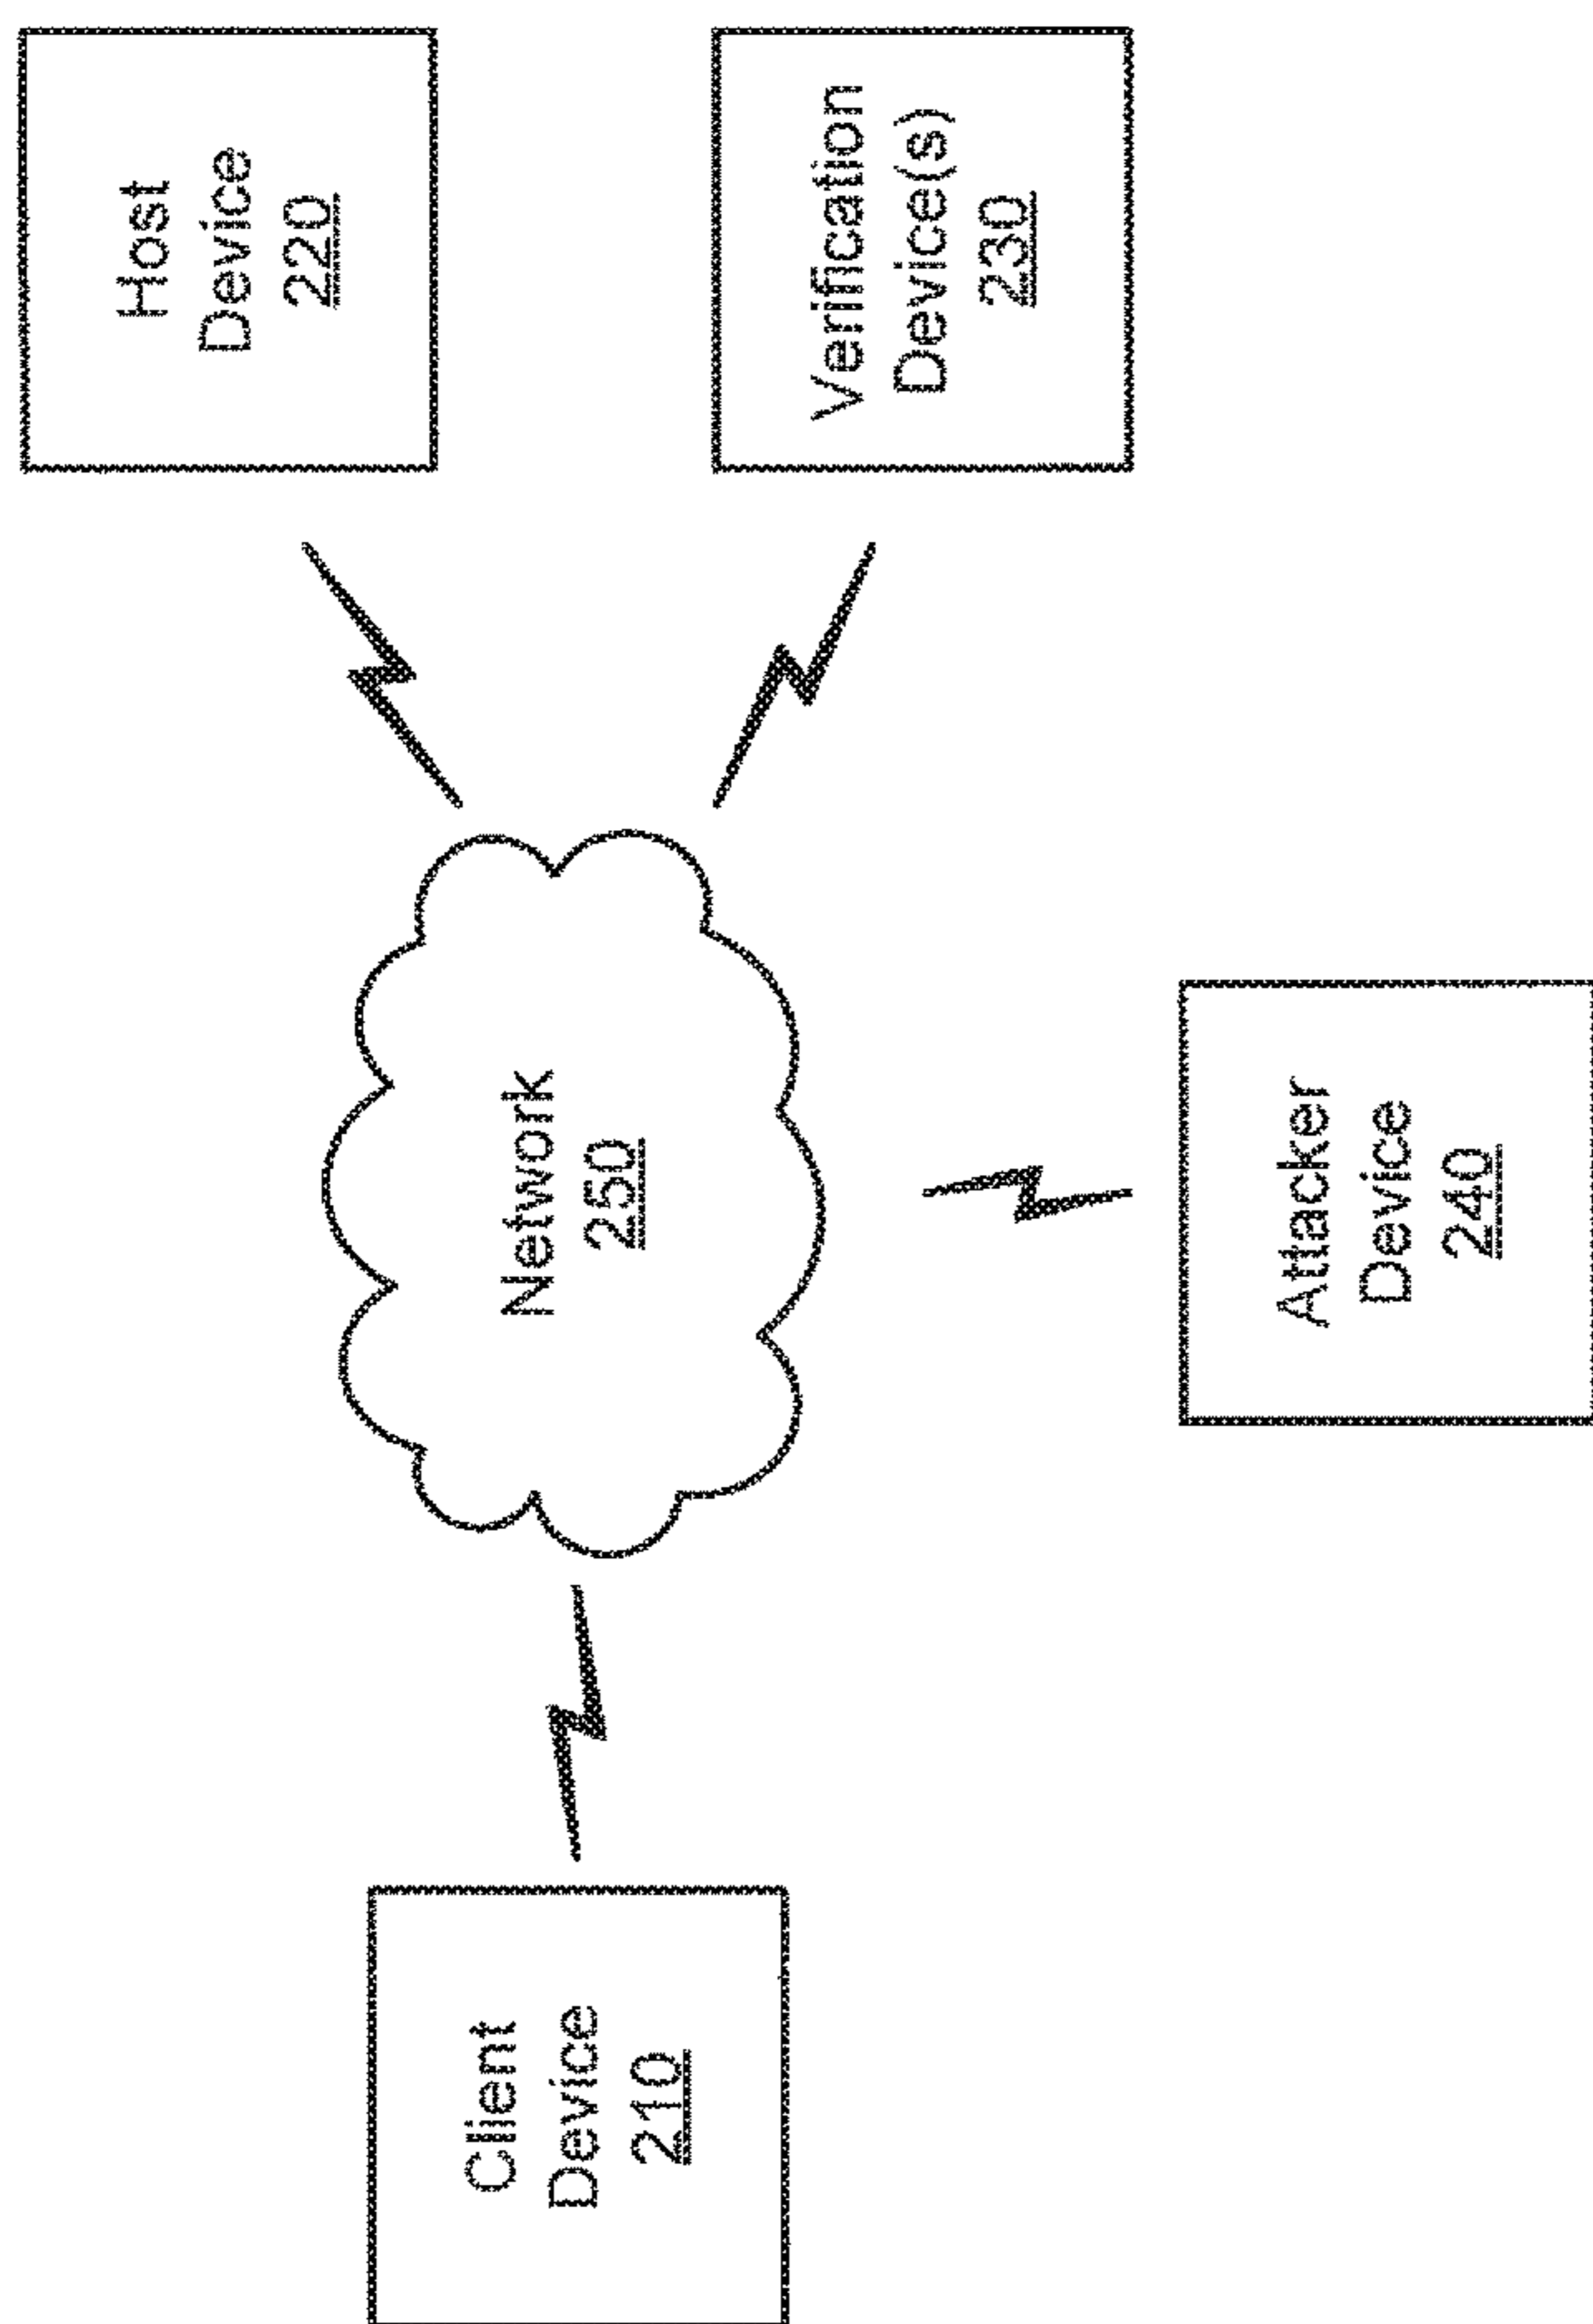 Client
Device
210
Network
250
Host
Device
220
Verification
Device(s)
230
Attacker
Device
240